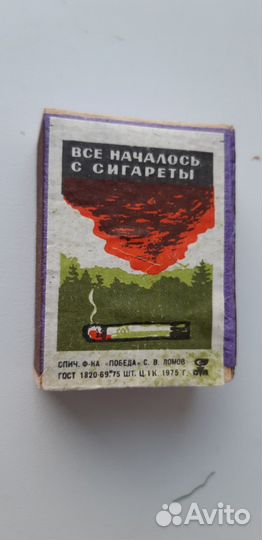 ВСЕ НАЧАЛОСЬ
С СИГАРЕТЫ
СПИЧ. Ф-КА «ПОБЕДА» С. В. ЛОМОВ
ГОСТ 1820-69. 75 ШТ. Ц. 1 К. 1975 Г.
Avito